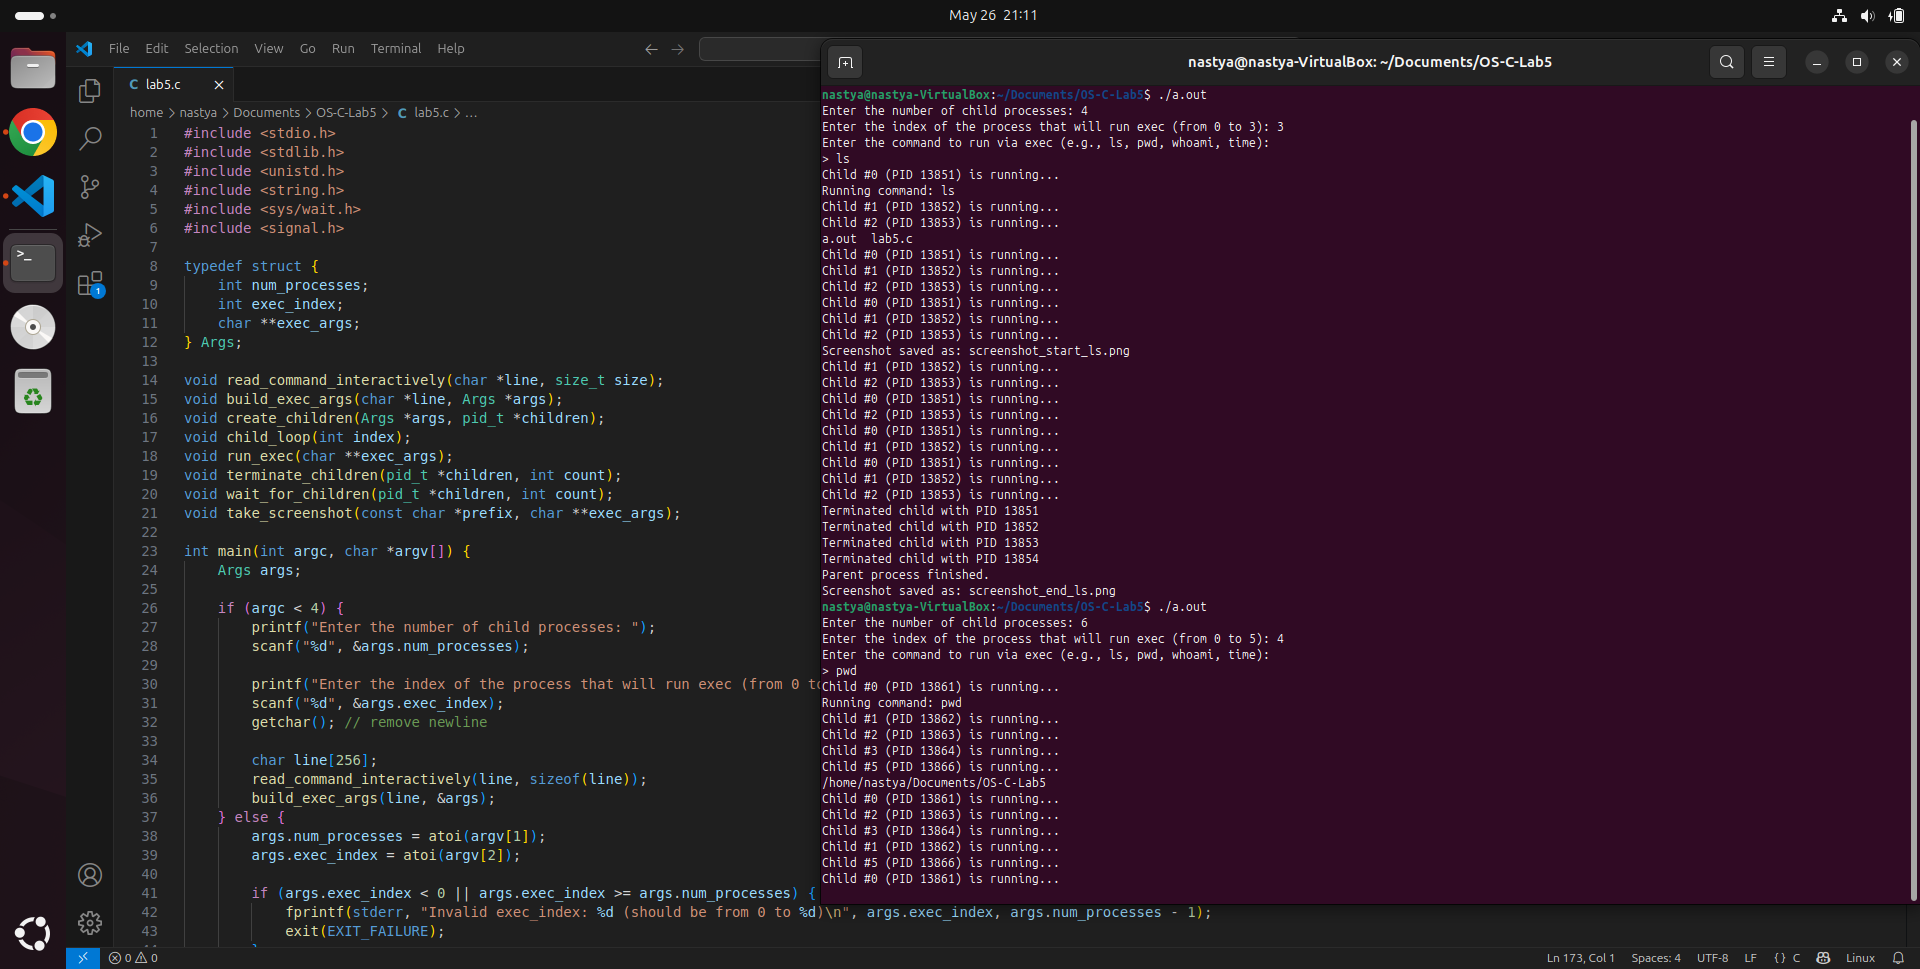 May 26  21:11
File Edit Selection View Go Run Terminal Help
lab5.c
home > nastya > Documents > OS-C-Lab5 > C lab5.c > ...
1 #include <stdio.h>
2 #include <stdlib.h>
3 #include <unistd.h>
4 #include <string.h>
5 #include <sys/wait.h>
6 #include <signal.h>
7
8 typedef struct {
9     int num_processes;
10     int exec_index;
11     char **exec_args;
12 } Args;
13
14 void read_command_interactively(char *line, size_t size);
15 void build_exec_args(char *line, Args *args);
16 void create_children(Args *args, pid_t *children);
17 void child_loop(int index);
18 void run_exec(char **exec_args);
19 void terminate_children(pid_t *children, int count);
20 void wait_for_children(pid_t *children, int count);
21 void take_screenshot(const char *prefix, char **exec_args);
22
23 int main(int argc, char *argv[]) {
24     Args args;
25
26     if (argc < 4) {
27         printf("Enter the number of child processes: ");
28         scanf("%d", &args.num_processes);
29
30         printf("Enter the index of the process that will run exec (from 0 to
31         scanf("%d", &args.exec_index);
32         getchar(); // remove newline
33
34         char line[256];
35         read_command_interactively(line, sizeof(line));
36         build_exec_args(line, &args);
37     } else {
38         args.num_processes = atoi(argv[1]);
39         args.exec_index = atoi(argv[2]);
40
41         if (args.exec_index < 0 || args.exec_index >= args.num_processes) {
42             fprintf(stderr, "Invalid exec_index: %d (should be from 0 to %d)\n", args.exec_index, args.num_processes - 1);
43             exit(EXIT_FAILURE);
nastya@nastya-VirtualBox: ~/Documents/OS-C-Lab5
nastya@nastya-VirtualBox:~/Documents/OS-C-Lab5$ ./a.out
Enter the number of child processes: 4
Enter the index of the process that will run exec (from 0 to 3): 3
Enter the command to run via exec (e.g., ls, pwd, whoami, time):
> ls
Child #0 (PID 13851) is running...
Running command: ls
Child #1 (PID 13852) is running...
Child #2 (PID 13853) is running...
a.out  lab5.c
Child #0 (PID 13851) is running...
Child #1 (PID 13852) is running...
Child #2 (PID 13853) is running...
Child #0 (PID 13851) is running...
Child #1 (PID 13852) is running...
Child #2 (PID 13853) is running...
Screenshot saved as: screenshot_start_ls.png
Child #1 (PID 13852) is running...
Child #2 (PID 13853) is running...
Child #0 (PID 13851) is running...
Child #2 (PID 13853) is running...
Child #0 (PID 13851) is running...
Child #1 (PID 13852) is running...
Child #0 (PID 13851) is running...
Child #1 (PID 13852) is running...
Child #2 (PID 13853) is running...
Terminated child with PID 13851
Terminated child with PID 13852
Terminated child with PID 13853
Terminated child with PID 13854
Parent process finished.
Screenshot saved as: screenshot_end_ls.png
nastya@nastya-VirtualBox:~/Documents/OS-C-Lab5$ ./a.out
Enter the number of child processes: 6
Enter the index of the process that will run exec (from 0 to 5): 4
Enter the command to run via exec (e.g., ls, pwd, whoami, time):
> pwd
Child #0 (PID 13861) is running...
Running command: pwd
Child #1 (PID 13862) is running...
Child #2 (PID 13863) is running...
Child #3 (PID 13864) is running...
Child #5 (PID 13866) is running...
/home/nastya/Documents/OS-C-Lab5
Child #0 (PID 13861) is running...
Child #2 (PID 13863) is running...
Child #3 (PID 13864) is running...
Child #1 (PID 13862) is running...
Child #5 (PID 13866) is running...
Child #0 (PID 13861) is running...
0 0
Ln 173, Col 1 Spaces: 4 UTF-8 LF {} C Linux